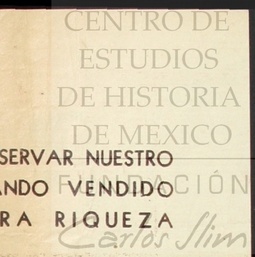 CENTRO DE
ESTUDIOS
DE HISTORIA
DE MEXICO
SERVAR NUESTRO
FUNDACIÓN
ANDO VENDIDO
RA RIQUEZA
Carlos Slim